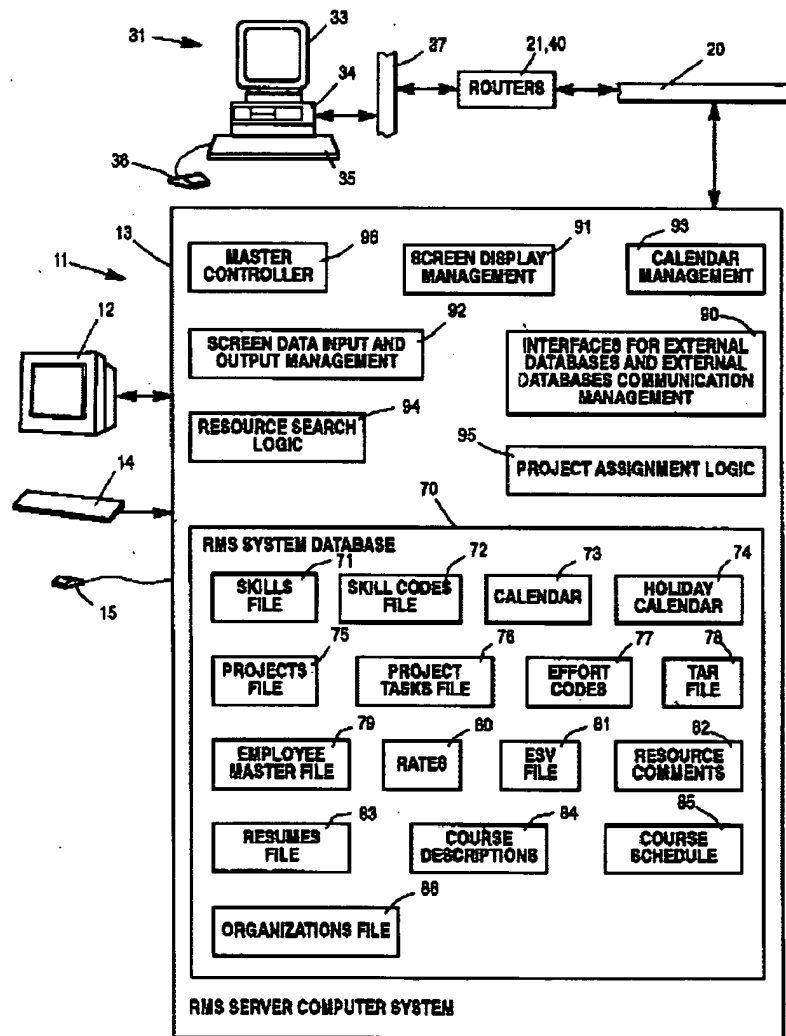 31
33
37
21,40
20
34
ROUTERS
36
35
13
96
91
93
11
MASTER
CONTROLLER
SCREEN DISPLAY
MANAGEMENT
CALENDAR
MANAGEMENT
12
92
90
SCREEN DATA INPUT AND
OUTPUT MANAGEMENT
INTERFACES FOR EXTERNAL
DATABASES AND EXTERNAL
DATABASES COMMUNICATION
MANAGEMENT
94
RESOURCE SEARCH
LOGIC
95
PROJECT ASSIGNMENT LOGIC
14
70
RMS SYSTEM DATABASE
71
72
73
74
SKILLS
FILE
SKILL CODES
FILE
CALENDAR
HOLIDAY
CALENDAR
15
75
76
77
78
PROJECTS
FILE
PROJECT
TASKS FILE
EFFORT
CODES
TAR
FILE
79
80
81
82
EMPLOYEE
MASTER FILE
RATES
ESV
FILE
RESOURCE
COMMENTS
83
84
85
RESUMES
FILE
COURSE
DESCRIPTIONS
COURSE
SCHEDULE
86
ORGANIZATIONS FILE
RMS SERVER COMPUTER SYSTEM